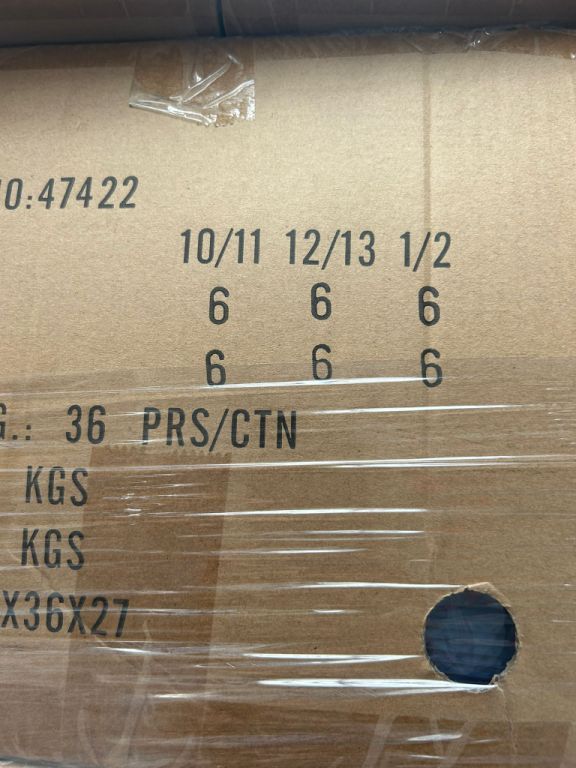 NO:47422
10/11 12/13 1/2
6 6 6
6 6 6
G.: 36 PRS/CTN
KGS
KGS
X36X27